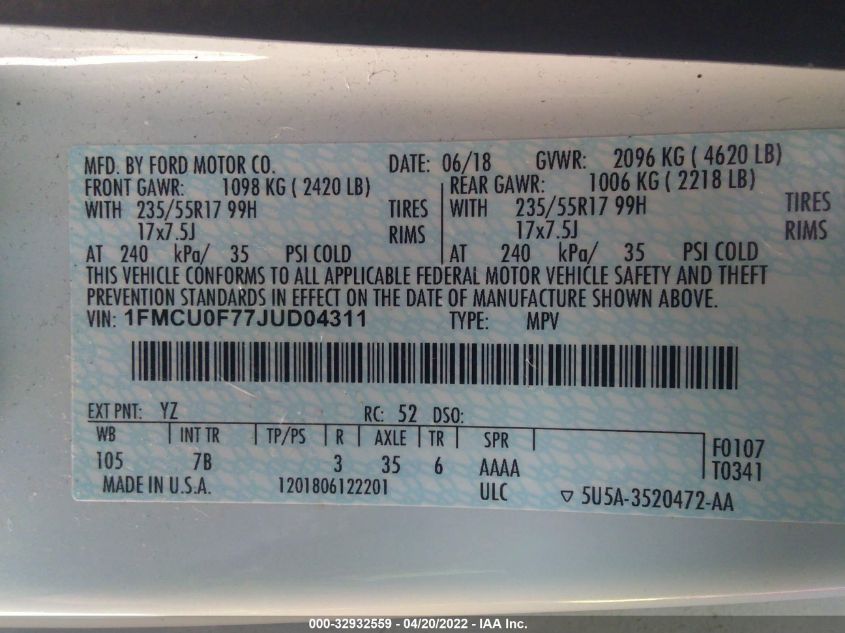 MFD. BY FORD MOTOR CO. DATE: 06/18 GVWR: 2096 KG ( 4620 LB)
FRONT GAWR: 1098 KG ( 2420 LB) REAR GAWR: 1006 KG ( 2218 LB)
WITH 235/55R17 99H TIRES WITH 235/55R17 99H TIRES
17x7.5J RIMS 17x7.5J RIMS
AT 240 kPa/ 35 PSI COLD AT 240 kPa/ 35 PSI COLD
THIS VEHICLE CONFORMS TO ALL APPLICABLE FEDERAL MOTOR VEHICLE SAFETY AND THEFT
PREVENTION STANDARDS IN EFFECT ON THE DATE OF MANUFACTURE SHOWN ABOVE.
VIN: 1FMCU0F77JUD04311 TYPE: MPV
EXT PNT: YZ RC: 52 DSO:
WB INT TR TP/PS R AXLE TR SPR F0107
105 7B 3 35 6 AAAA T0341
MADE IN U.S.A. 1201806122201 ULC ▽ 5U5A-3520472-AA
000-32932559 - 04/20/2022 - IAA Inc.